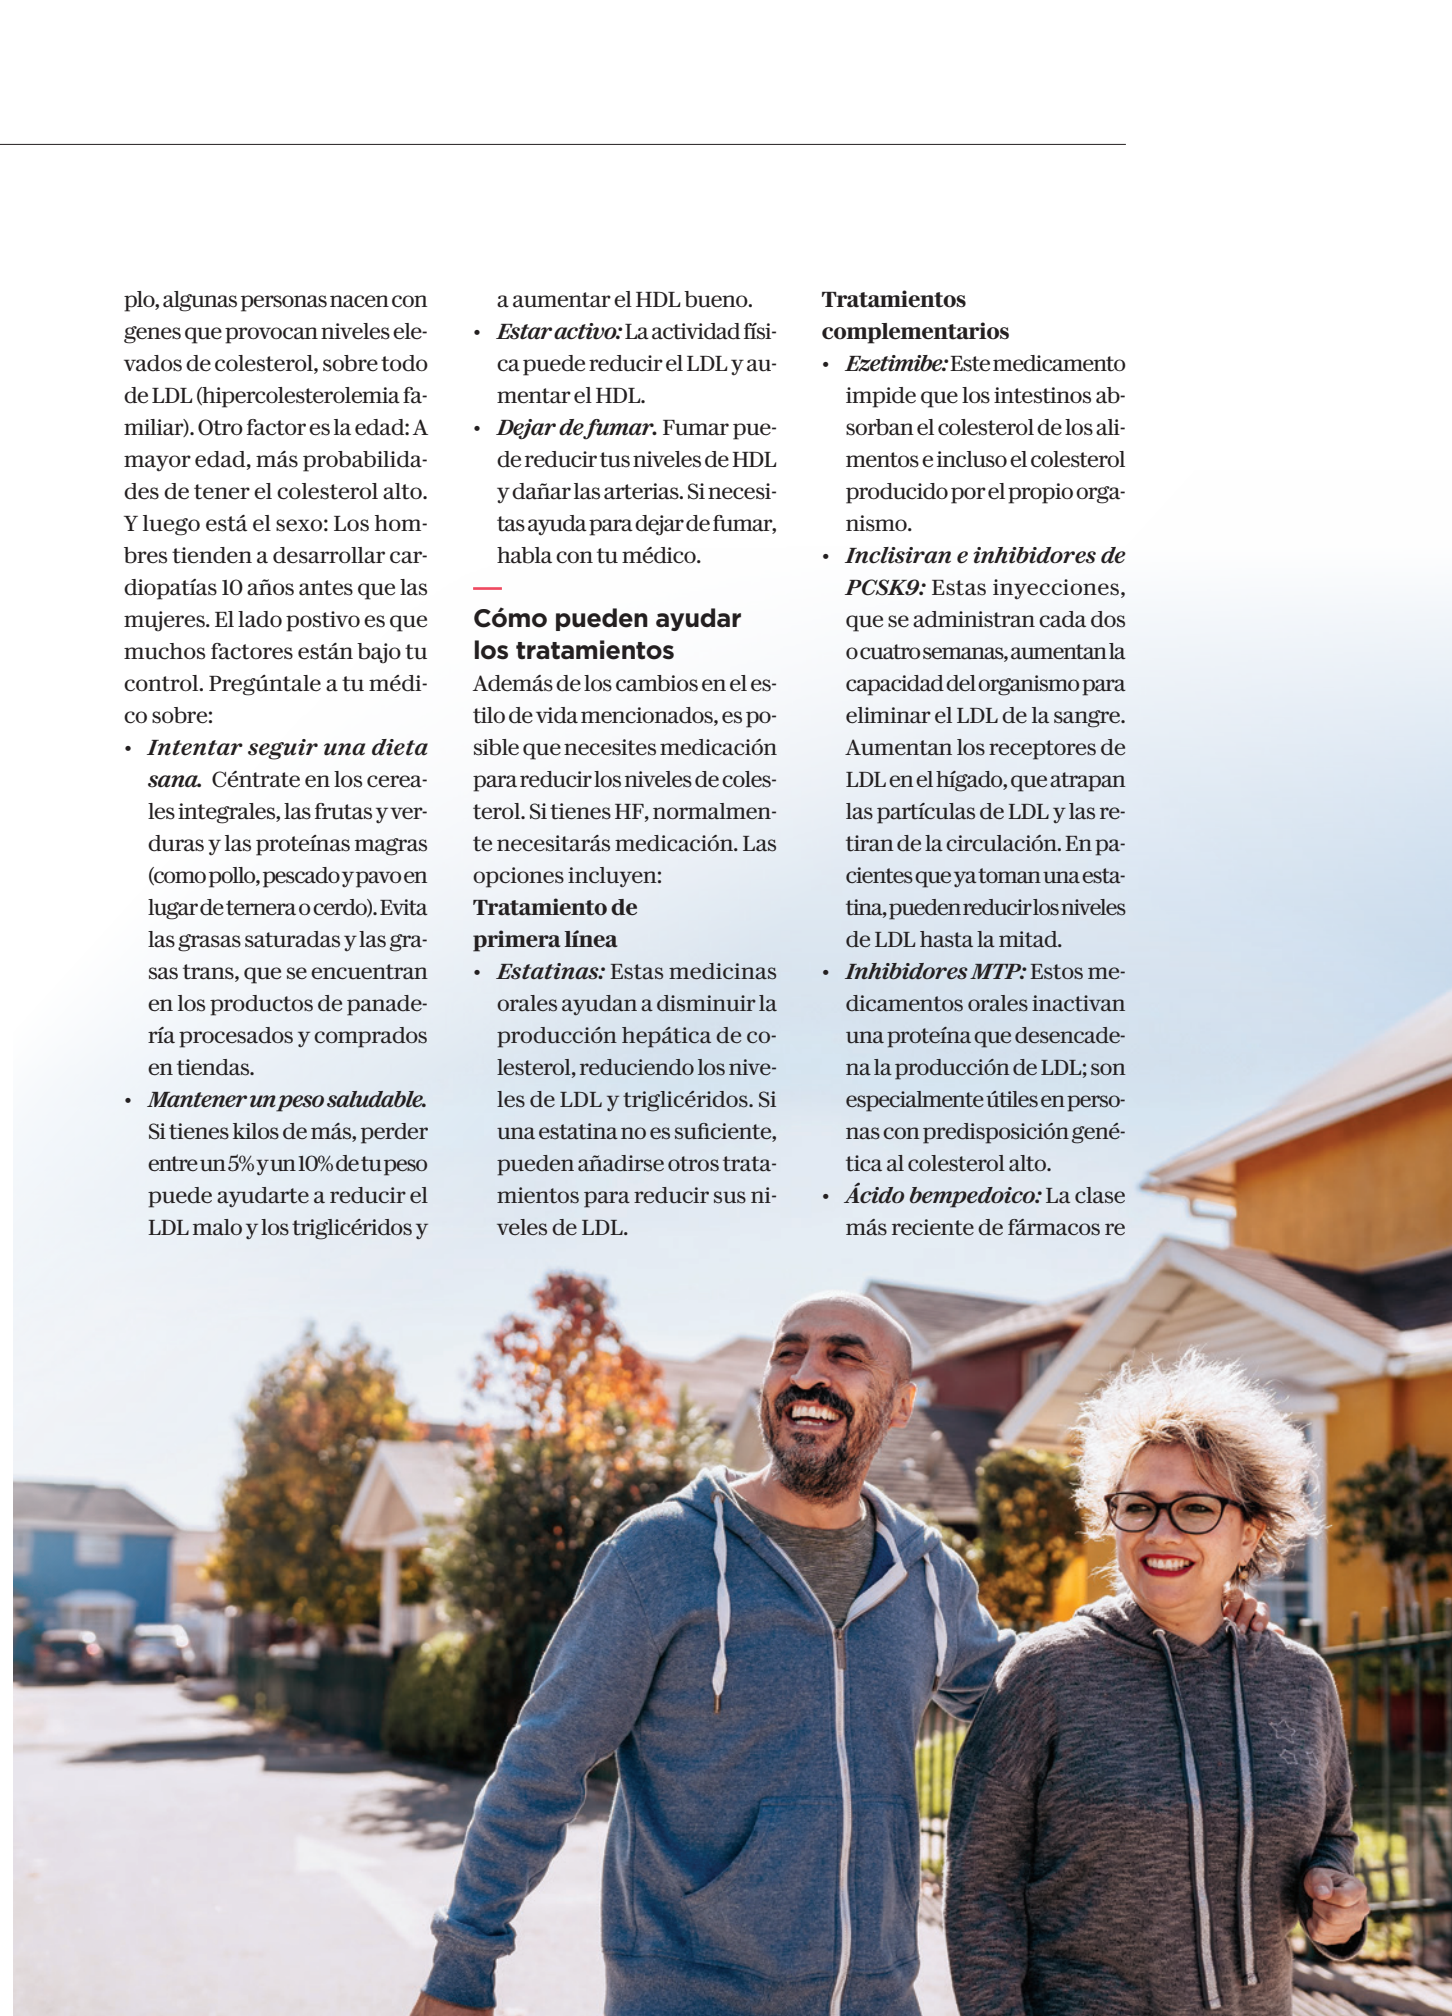 plo, algunas personas nacen con
genes que provocan niveles ele-
vados de colesterol, sobre todo
de LDL (hipercolesterolemia fa-
miliar). Otro factor es la edad: A
mayor edad, más probabilida-
des de tener el colesterol alto.
Y luego está el sexo: Los hom-
bres tienden a desarrollar car-
diopatías 10 años antes que las
mujeres. El lado postivo es que
muchos factores están bajo tu
control. Pregúntale a tu médi-
co sobre:
• Intentar seguir una dieta
sana. Céntrate en los cerea-
les integrales, las frutas y ver-
duras y las proteínas magras
(como pollo, pescado y pavo en
lugar de ternera o cerdo). Evita
las grasas saturadas y las gra-
sas trans, que se encuentran
en los productos de panade-
ría procesados y comprados
en tiendas.
• Mantener un peso saludable.
Si tienes kilos de más, perder
entre un 5% y un 10% de tu peso
puede ayudarte a reducir el
LDL malo y los triglicéridos y
a aumentar el HDL bueno.
• Estar activo: La actividad físi-
ca puede reducir el LDL y au-
mentar el HDL.
• Dejar de fumar. Fumar pue-
de reducir tus niveles de HDL
y dañar las arterias. Si necesi-
tas ayuda para dejar de fumar,
habla con tu médico.
Cómo pueden ayudar
los tratamientos
Además de los cambios en el es-
tilo de vida mencionados, es po-
sible que necesites medicación
para reducir los niveles de coles-
terol. Si tienes HF, normalmen-
te necesitarás medicación. Las
opciones incluyen:
Tratamiento de
primera línea
• Estatinas: Estas medicinas
orales ayudan a disminuir la
producción hepática de co-
lesterol, reduciendo los nive-
les de LDL y triglicéridos. Si
una estatina no es suficiente,
pueden añadirse otros trata-
mientos para reducir sus ni-
veles de LDL.
Tratamientos
complementarios
• Ezetimibe: Este medicamento
impide que los intestinos ab-
sorban el colesterol de los ali-
mentos e incluso el colesterol
producido por el propio orga-
nismo.
• Inclisiran e inhibidores de
PCSK9: Estas inyecciones,
que se administran cada dos
o cuatro semanas, aumentan la
capacidad del organismo para
eliminar el LDL de la sangre.
Aumentan los receptores de
LDL en el hígado, que atrapan
las partículas de LDL y las re-
tiran de la circulación. En pa-
cientes que ya toman una esta-
tina, pueden reducir los niveles
de LDL hasta la mitad.
• Inhibidores MTP: Estos me-
dicamentos orales inactivan
una proteína que desencade-
na la producción de LDL; son
especialmente útiles en perso-
nas con predisposición gené-
tica al colesterol alto.
• Ácido bempedoico: La clase
más reciente de fármacos re